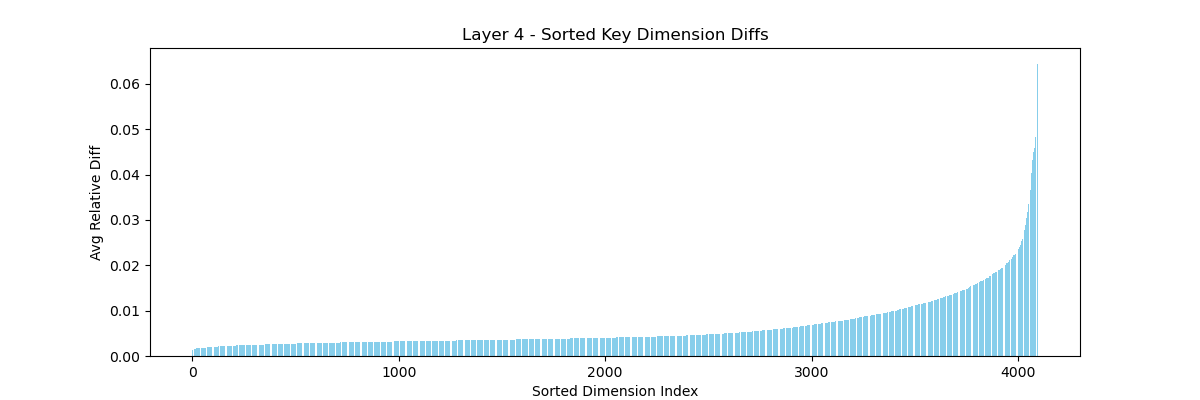 Layer 4 - Sorted Key Dimension Diffs
Avg Relative Diff
0.06
0.05
0.04
0.03
0.02
0.01
0.00
0 1000 2000 3000 4000
Sorted Dimension Index